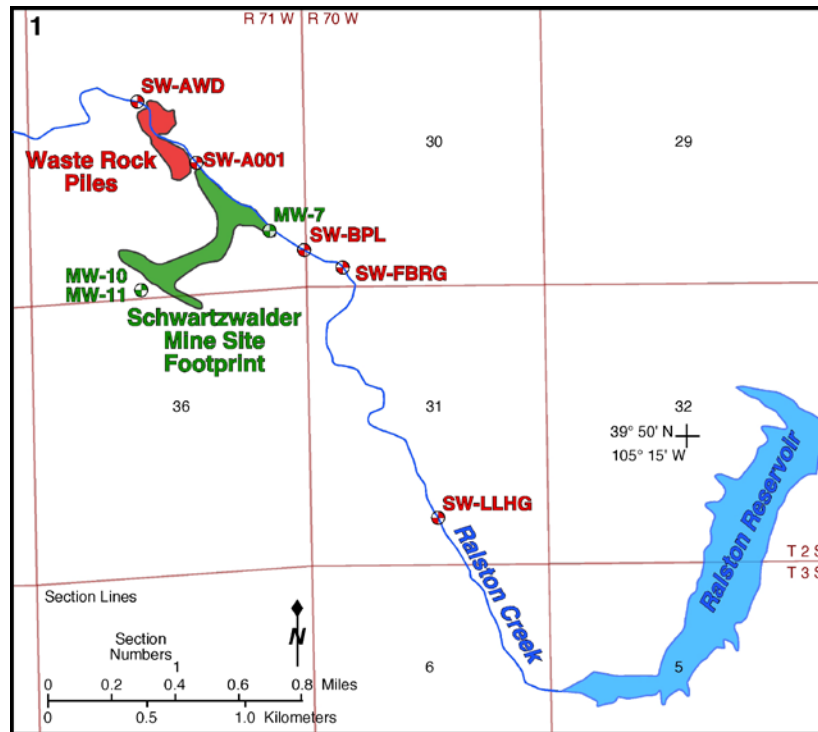 1
R 71 W
R 70 W
SW-AWD
30
29
Waste Rock
Piles
SW-A001
MW-7
SW-BPL
SW-FBRG
MW-10
MW-11
Schwartzwalder
Mine Site
Footprint
36
31
32
39° 50' N
105° 15' W
SW-LLHG
Ralston Creek
Ralston Reservoir
T 2 S
T 3 S
Section Lines
Section
Numbers
1
N
6
5
0 0.2 0.4 0.6 0.8 Miles
0 0.5 1.0 Kilometers